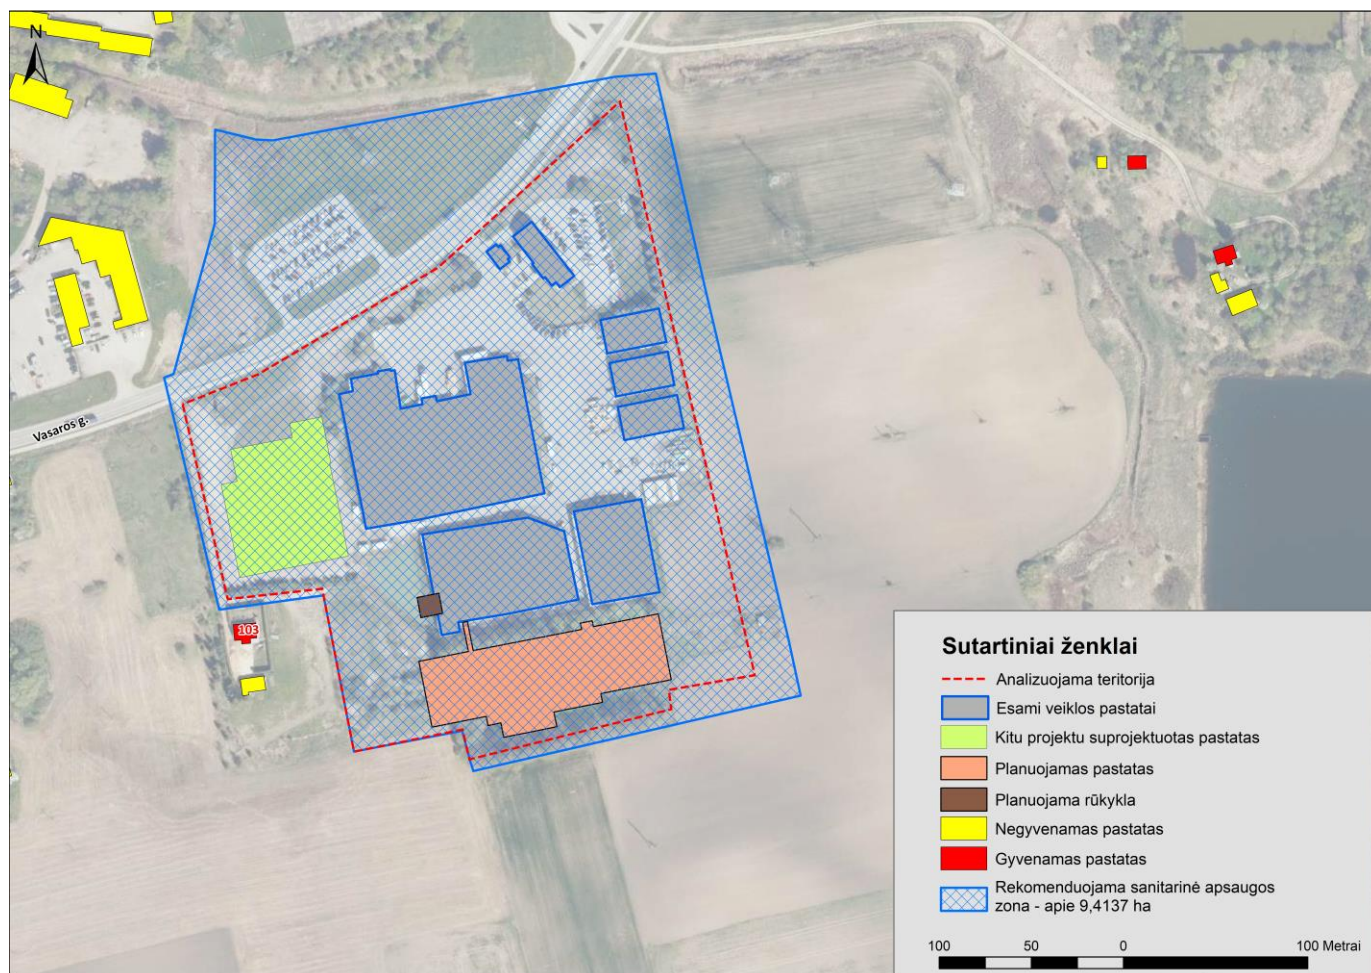 N
Vasaros g.
103
Sutartiniai ženklai
Analizuojama teritorija
Esami veiklos pastatai
Kitu projektu suprojektuotas pastatas
Planuojamas pastatas
Planuojama rūkykla
Negyvenamas pastatas
Gyvenamas pastatas
Rekomenduojama sanitarinė apsaugos
zona - apie 9,4137 ha
100 50 0 100 Metrai